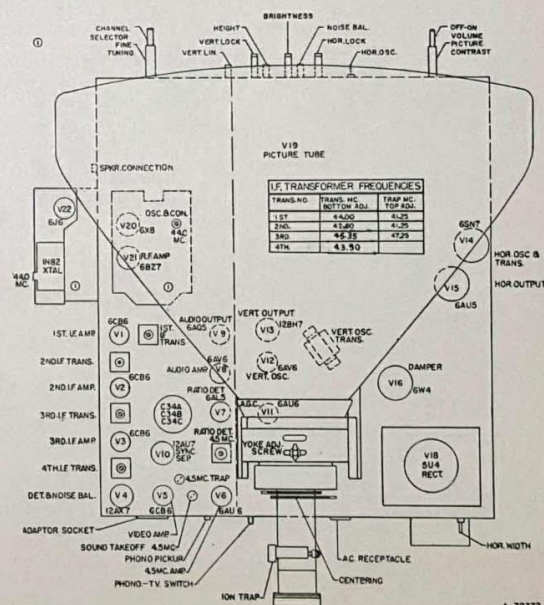 BRIGHTNESS
CHANNEL
SELECTOR
FINE
TUNING
HEIGHT
VERT. LOCK
VERT. LIN.
NOISE BAL.
HOR. LOCK
HOR. OSC.
OFF-ON
VOLUME
PICTURE
CONTRAST
V19
PICTURE TUBE
SPKR. CONNECTION
I.F. TRANSFORMER FREQUENCIES
TRANS. NO. TRANS. MC. BOTTOM ADJ. TRAP MC. TOP ADJ.
1ST. 44.00 41.25
2ND. 42.80 41.25
3RD. 45.35 47.25
4TH. 43.90
V22
6J6
OSC. B. CON.
44.0
MC.
V20
6X8
V21
R.F. AMP
6BZ7
1N82
XTAL
44.0
MC.
6SN7
V14
HOR. OSC &
TRANS.
V15
HOR OUTPUT
6AU5
1ST. I.F. AMP.
6CB6
V1
1ST.
I.F.
TRANS
AUDIO OUTPUT
6AQ5
V9
VERT. OUTPUT
V13
12BH7
VERT. OSC.
TRANS.
2ND. I.F. TRANS.
6AV6
AUDIO AMP.
V8
V12
6AV6
VERT. OSC.
DAMPER
V16
6W4
2ND. I.F. AMP.
6CB6
V2
RATIO DET.
6AL5
V7
3RD. I.F. TRANS.
C34A
C34B
C34C
A.G.C.
V11
6AU6
RATIO DET.
4.5 MC.
3RD. I.F. AMP.
6CB6
V3
V10
12AU7
SYNC.
SEP.
YOKE ADJ.
SCREW
4TH. I.F. TRANS.
4.5 MC. TRAP
V18
5U4
RECT.
DET. & NOISE BAL.
V4
12AX7
V5
6CB6
V6
6AU6
ADAPTOR SOCKET
VIDEO AMP.
SOUND TAKEOFF 4.5 MC.
PHONO PICKUP
4.5 MC. AMP.
PHONO.-T.V. SWITCH
ION TRAP
A.C. RECEPTACLE
CENTERING
HOR. WIDTH